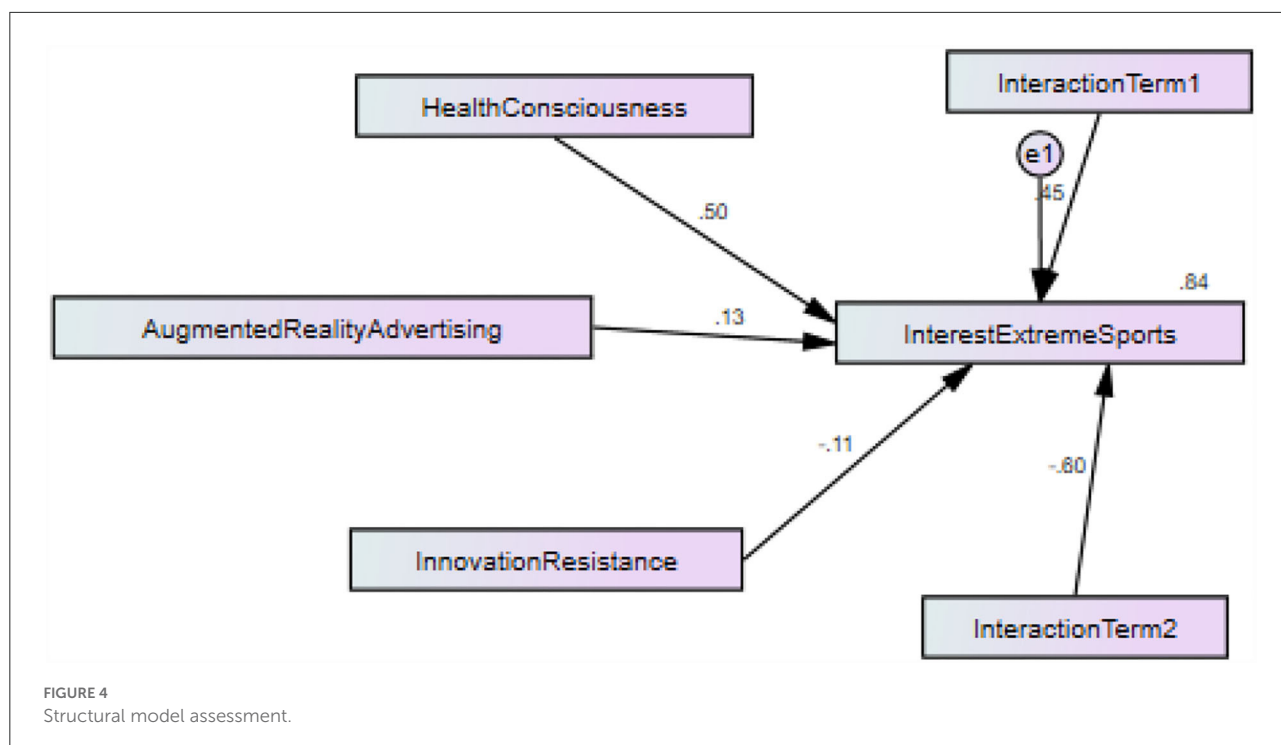 InteractionTerm1
HealthConsciousness
e1
.45
.50
.84
.13
AugmentedRealityAdvertising
InterestExtremeSports
-.11
-.60
InnovationResistance
InteractionTerm2
FIGURE 4
Structural model assessment.